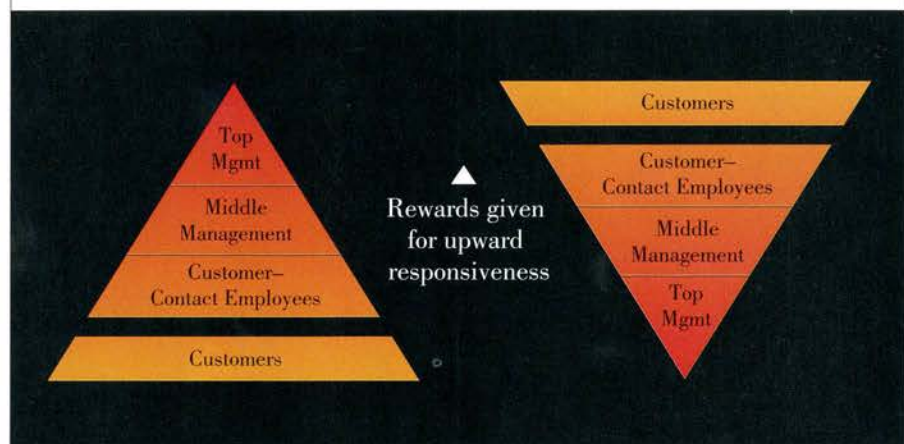 Top
Mgmt
Middle
Management
Customer–
Contact Employees
Customers
Rewards given
for upward
responsiveness
Customers
Customer–
Contact Employees
Middle
Management
Top
Mgmt